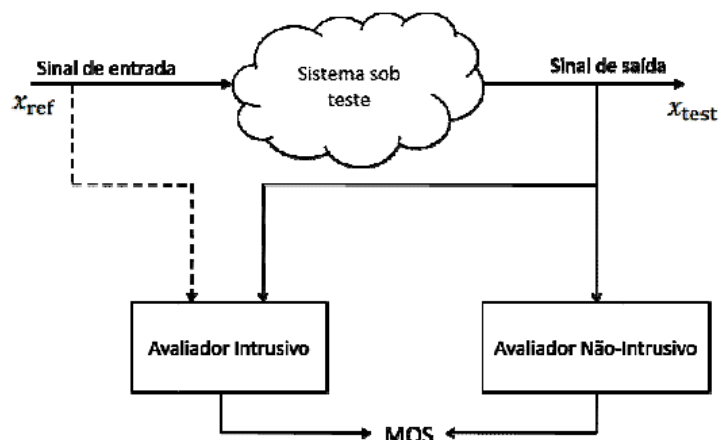 Sinal de entrada
x_ref
Sistema sob
teste
Sinal de saída
x_test
Avaliador Intrusivo
Avaliador Não-Intrusivo
MOS